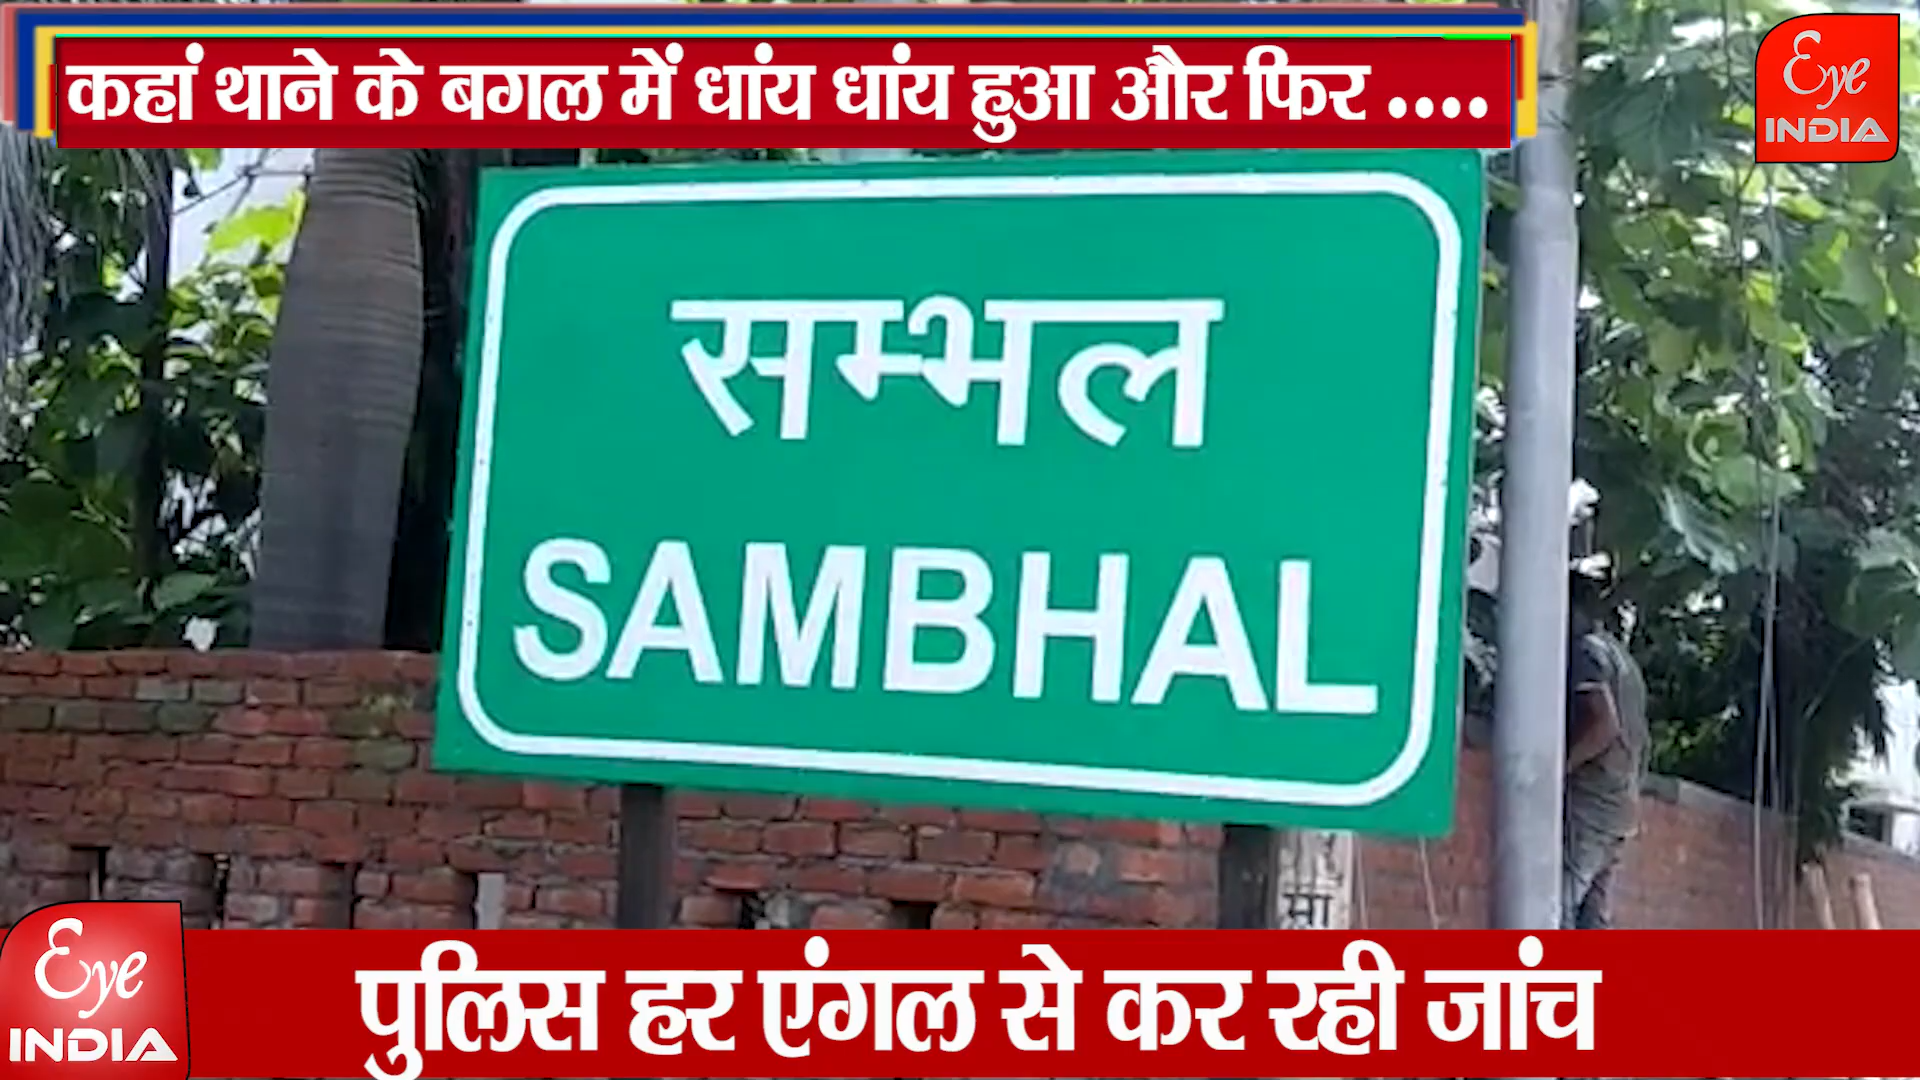 कहां थाने के बगल में धांय धांय हुआ और फिर ....
Eye
INDIA
सम्भल
SAMBHAL
मा
Eye
INDIA
पुलिस हर एंगल से कर रही जांच